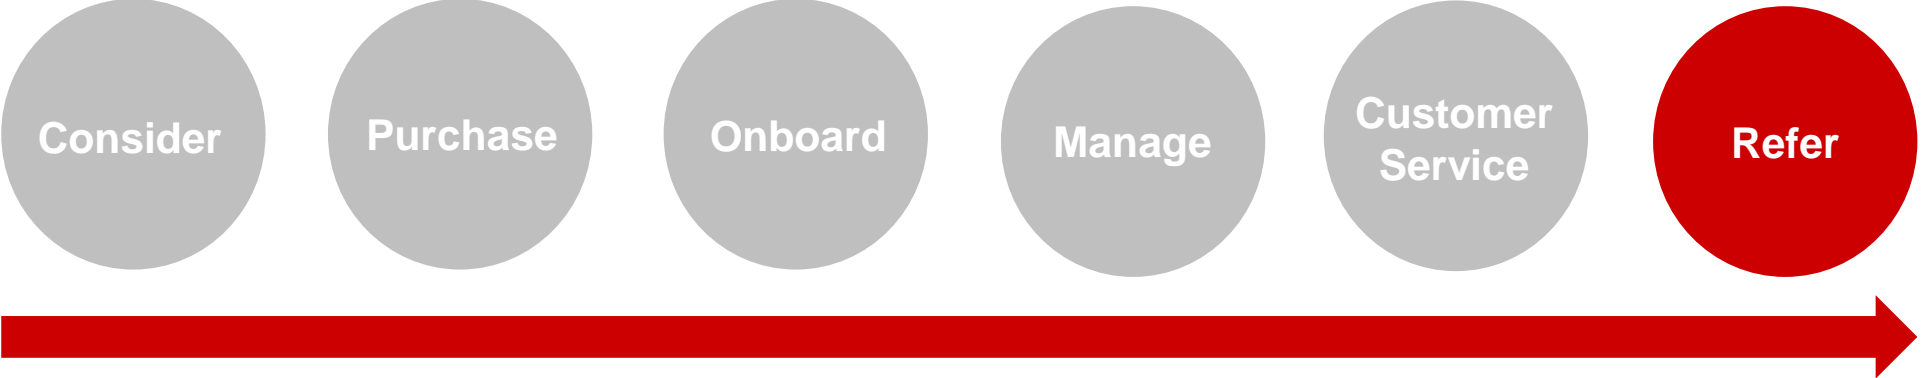 Consider
Purchase
Onboard
Manage
Customer
Service
Refer